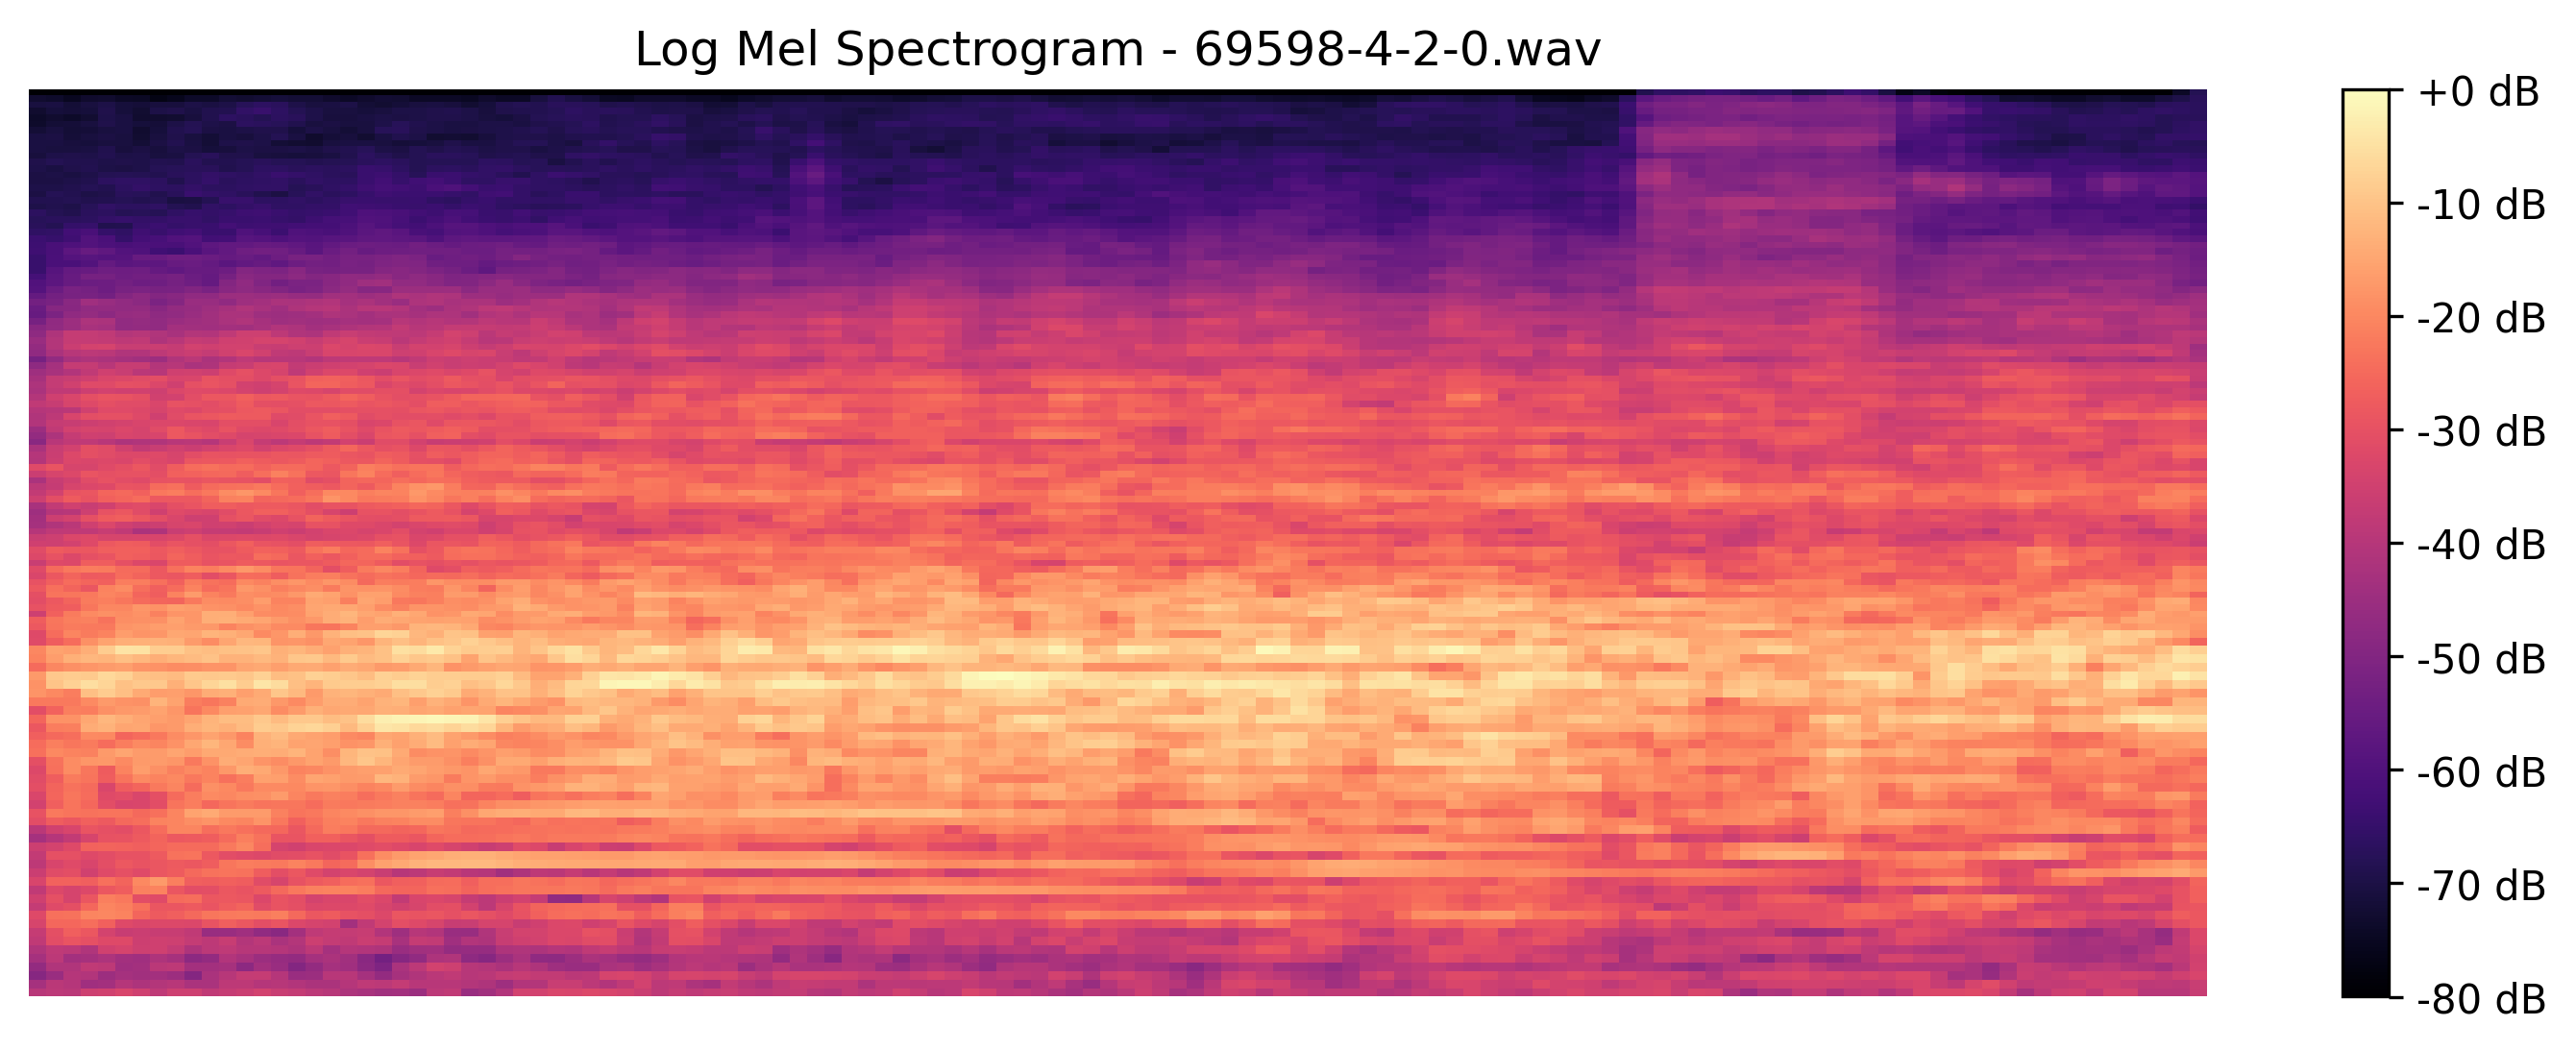 Log Mel Spectrogram - 69598-4-2-0.wav
+0 dB
-10 dB
-20 dB
-30 dB
-40 dB
-50 dB
-60 dB
-70 dB
-80 dB